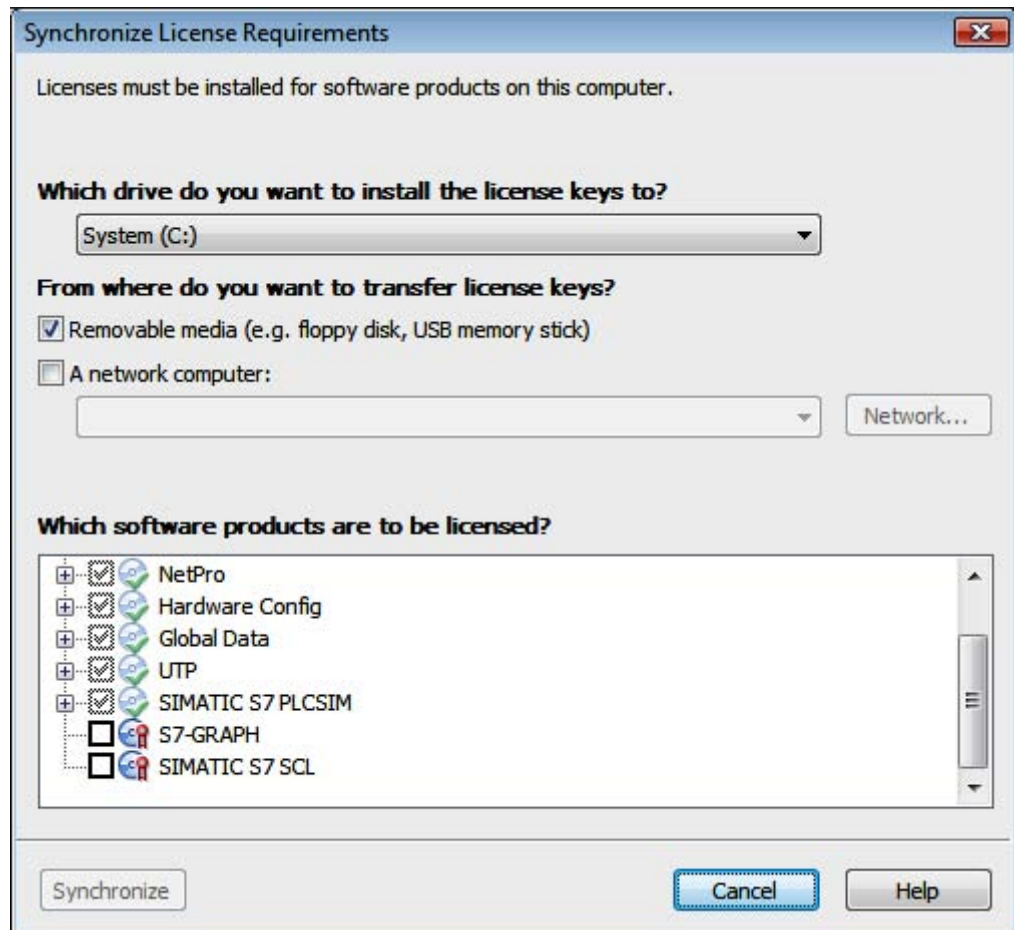 Synchronize License Requirements
Licenses must be installed for software products on this computer.
Which drive do you want to install the license keys to?
System (C:)
From where do you want to transfer license keys?
Removable media (e.g. floppy disk, USB memory stick)
A network computer:
Network...
Which software products are to be licensed?
NetPro
Hardware Config
Global Data
UTP
SIMATIC S7 PLCSIM
S7-GRAPH
SIMATIC S7 SCL
Synchronize Cancel Help